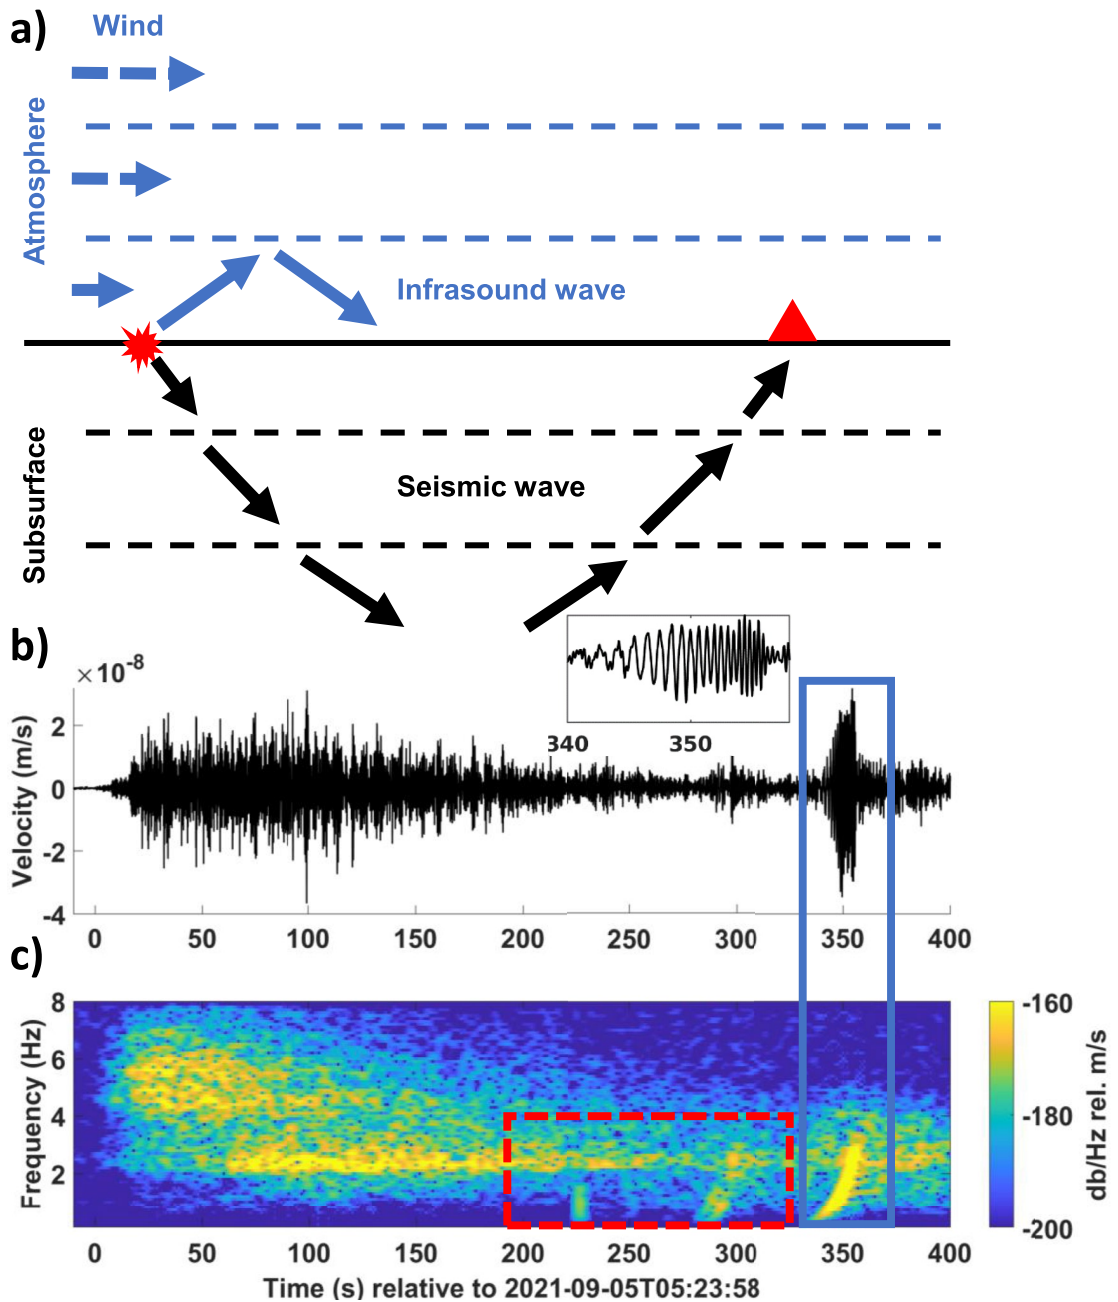 a)
Wind
Atmosphere
Infrasound wave
Subsurface
Seismic wave
b)
×10-8
Velocity (m/s)
2
0
-2
-4
340 350
0 50 100 150 200 250 300 350 400
c)
Frequency (Hz)
8
6
4
2
0 50 100 150 200 250 300 350 400
Time (s) relative to 2021-09-05T05:23:58
-160
-180
-200
db/Hz rel. m/s